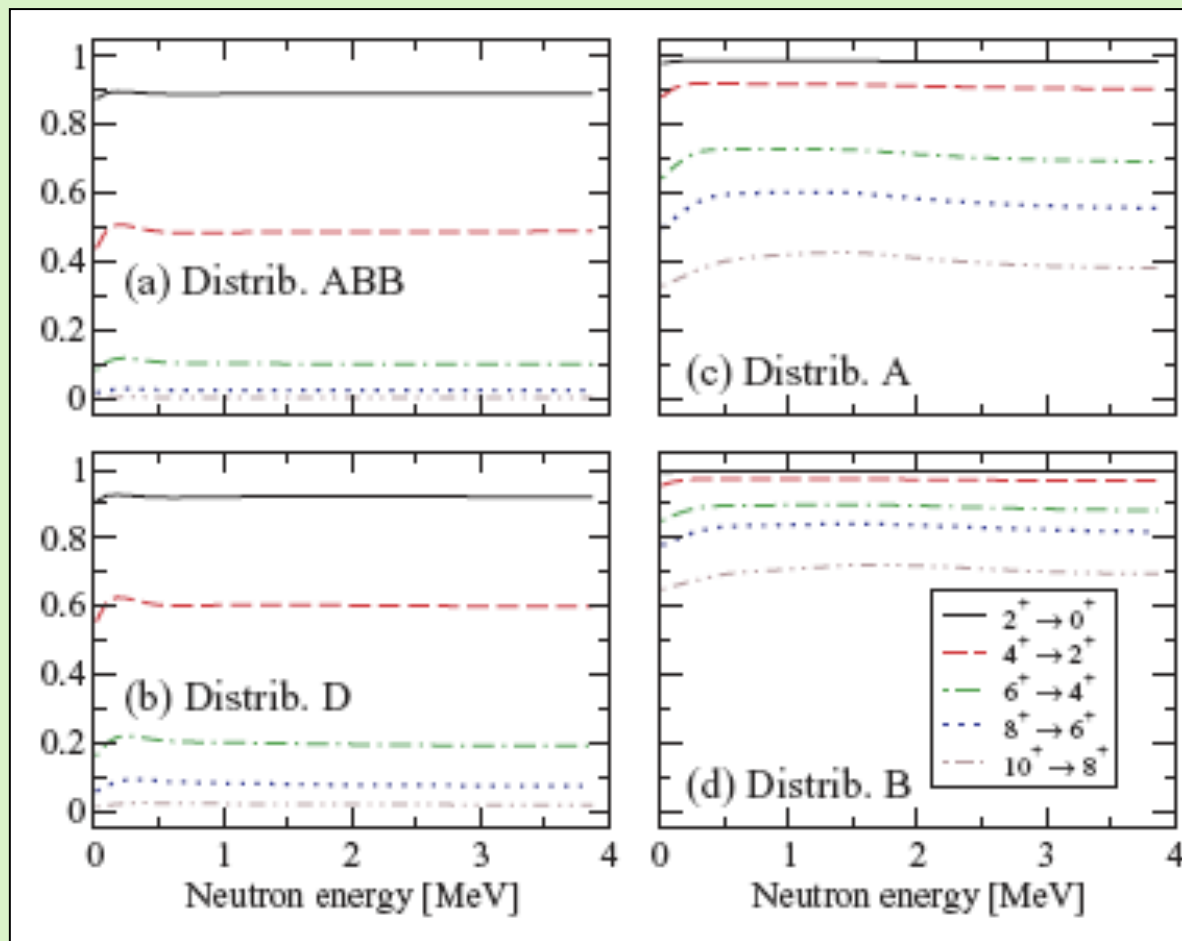 1
0.8
0.6
0.4
0.2
0
(a) Distrib. ABB
(c) Distrib. A
1
0.8
0.6
0.4
0.2
0
(b) Distrib. D
(d) Distrib. B
2⁺ → 0⁺
4⁺ → 2⁺
6⁺ → 4⁺
8⁺ → 6⁺
10⁺ → 8⁺
0 1 2 3 4
0 1 2 3 4
Neutron energy [MeV]
Neutron energy [MeV]